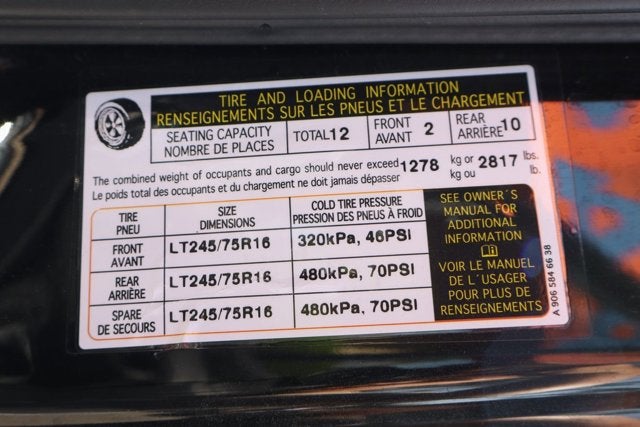 TIRE AND LOADING INFORMATION
RENSEIGNEMENTS SUR LES PNEUS ET LE CHARGEMENT
SEATING CAPACITY
NOMBRE DE PLACES
TOTAL 12
FRONT
AVANT 2
REAR
ARRIÈRE 10
The combined weight of occupants and cargo should never exceed 1278 kg or 2817 lbs.
Le poids total des occupants et du chargement ne doit jamais dépasser kg ou lb.
TIRE
PNEU
SIZE
DIMENSIONS
COLD TIRE PRESSURE
PRESSION DES PNEUS À FROID
FRONT
AVANT
LT245/75R16
320kPa, 46PSI
REAR
ARRIÈRE
LT245/75R16
480kPa, 70PSI
SPARE
DE SECOURS
LT245/75R16
480kPa, 70PSI
SEE OWNER´S
MANUAL FOR
ADDITIONAL
INFORMATION
VOIR LE MANUEL
DE L´USAGER
POUR PLUS DE
RENSEIGNEMENTS
A 906 584 66 38